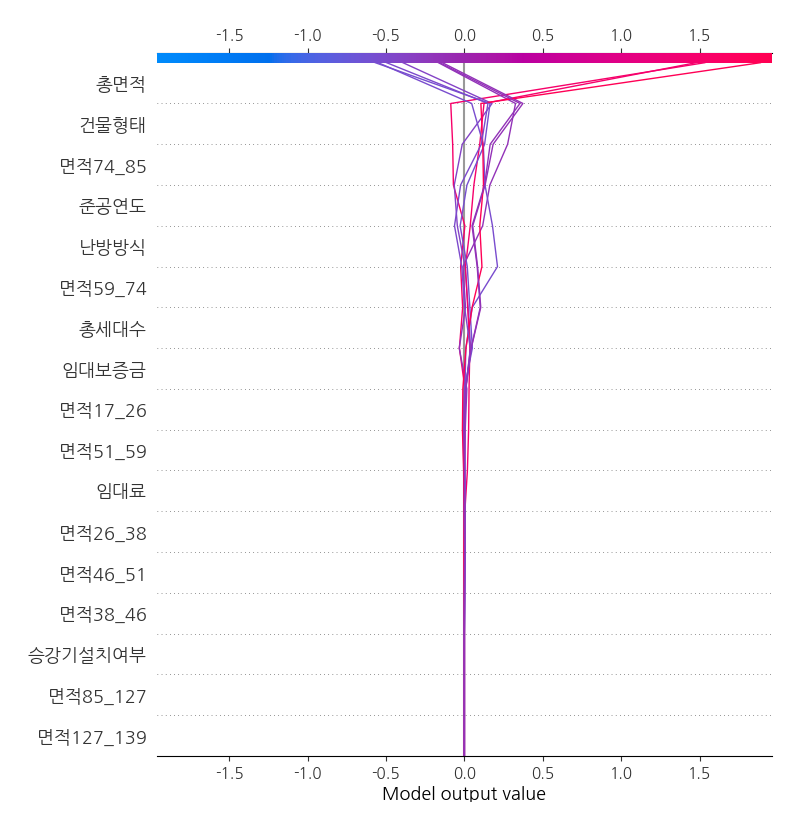 -1.5 -1.0 -0.5 0.0 0.5 1.0 1.5
총면적
건물형태
면적74_85
준공연도
난방방식
면적59_74
총세대수
임대보증금
면적17_26
면적51_59
임대료
면적26_38
면적46_51
면적38_46
승강기설치여부
면적85_127
면적127_139
-1.5 -1.0 -0.5 0.0 0.5 1.0 1.5
Model output value